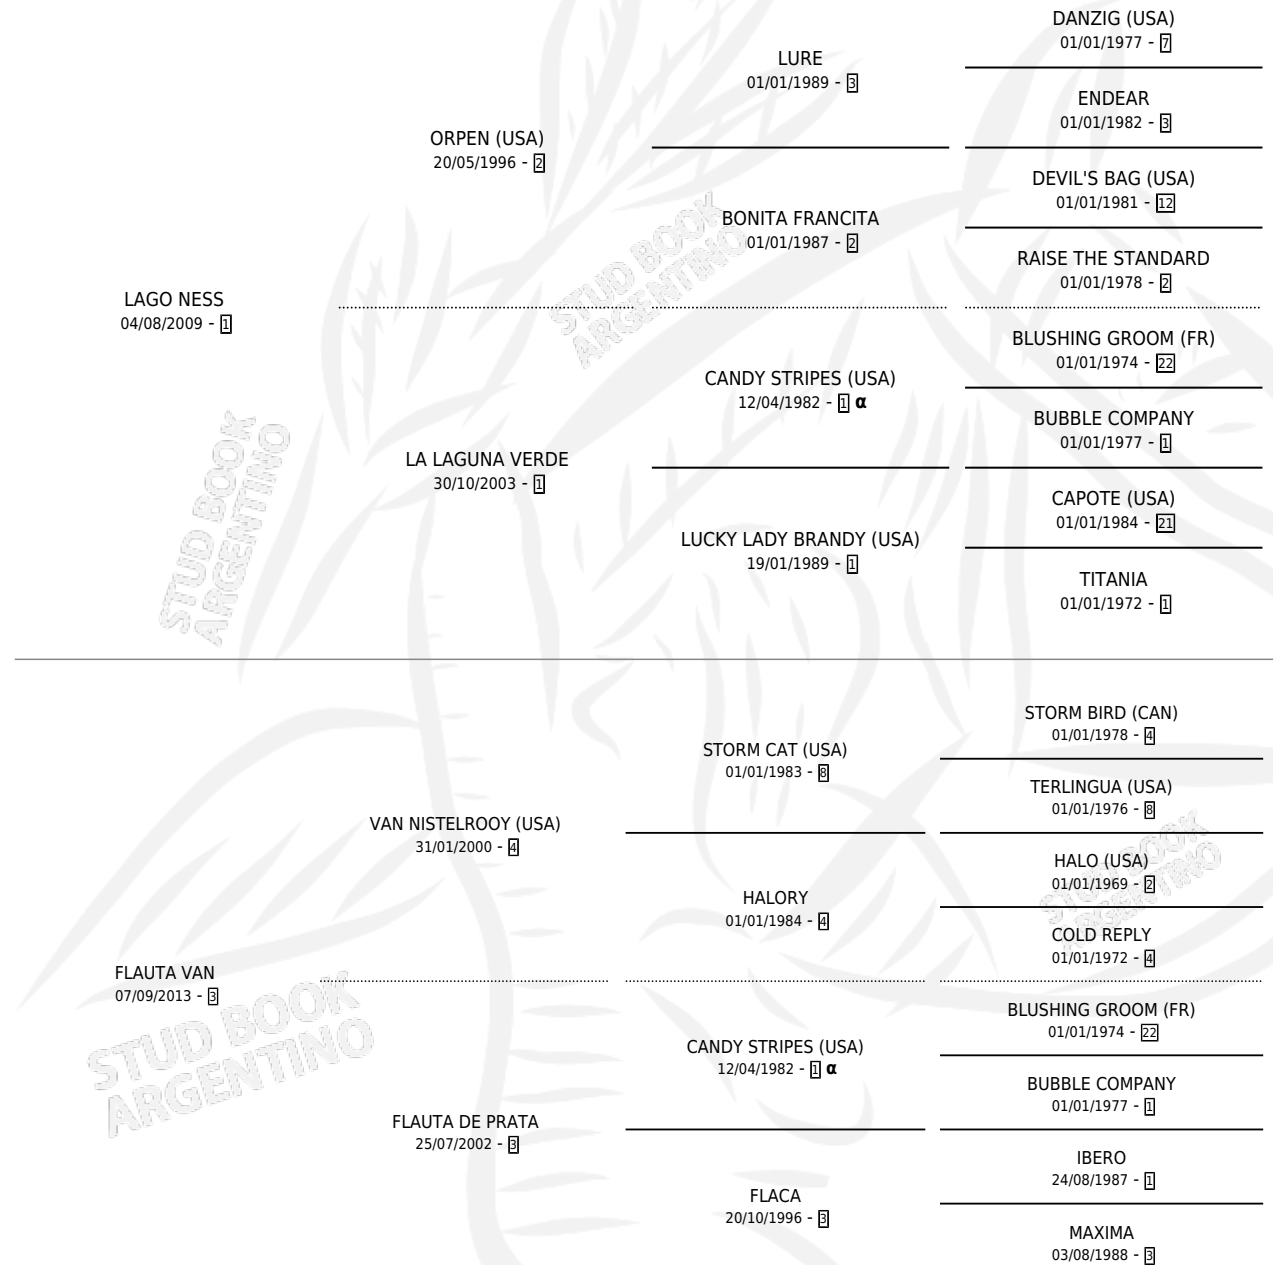 DANZIG (USA)
01/01/1977 - 7
LURE
01/01/1989 - 3
ENDEAR
01/01/1982 - 3
ORPEN (USA)
20/05/1996 - 2
DEVIL'S BAG (USA)
01/01/1981 - 12
BONITA FRANCITA
01/01/1987 - 2
RAISE THE STANDARD
01/01/1978 - 2
LAGO NESS
04/08/2009 - 1
BLUSHING GROOM (FR)
01/01/1974 - 22
CANDY STRIPES (USA)
12/04/1982 - 1 α
BUBBLE COMPANY
01/01/1977 - 1
LA LAGUNA VERDE
30/10/2003 - 1
CAPOTE (USA)
01/01/1984 - 21
LUCKY LADY BRANDY (USA)
19/01/1989 - 1
TITANIA
01/01/1972 - 1
STORM BIRD (CAN)
01/01/1978 - 4
STORM CAT (USA)
01/01/1983 - 8
TERLINGUA (USA)
01/01/1976 - 8
VAN NISTELROOY (USA)
31/01/2000 - 4
HALO (USA)
01/01/1969 - 2
HALORY
01/01/1984 - 4
COLD REPLY
01/01/1972 - 4
FLAUTA VAN
07/09/2013 - 3
BLUSHING GROOM (FR)
01/01/1974 - 22
CANDY STRIPES (USA)
12/04/1982 - 1 α
BUBBLE COMPANY
01/01/1977 - 1
FLAUTA DE PRATA
25/07/2002 - 3
IBERO
24/08/1987 - 1
FLACA
20/10/1996 - 3
MAXIMA
03/08/1988 - 3
STUD BOOK
ARGENTINO
STUD BOOK
ARGENTINO
STUD BOOK
ARGENTINO
STUD BOOK
ARGENTINO